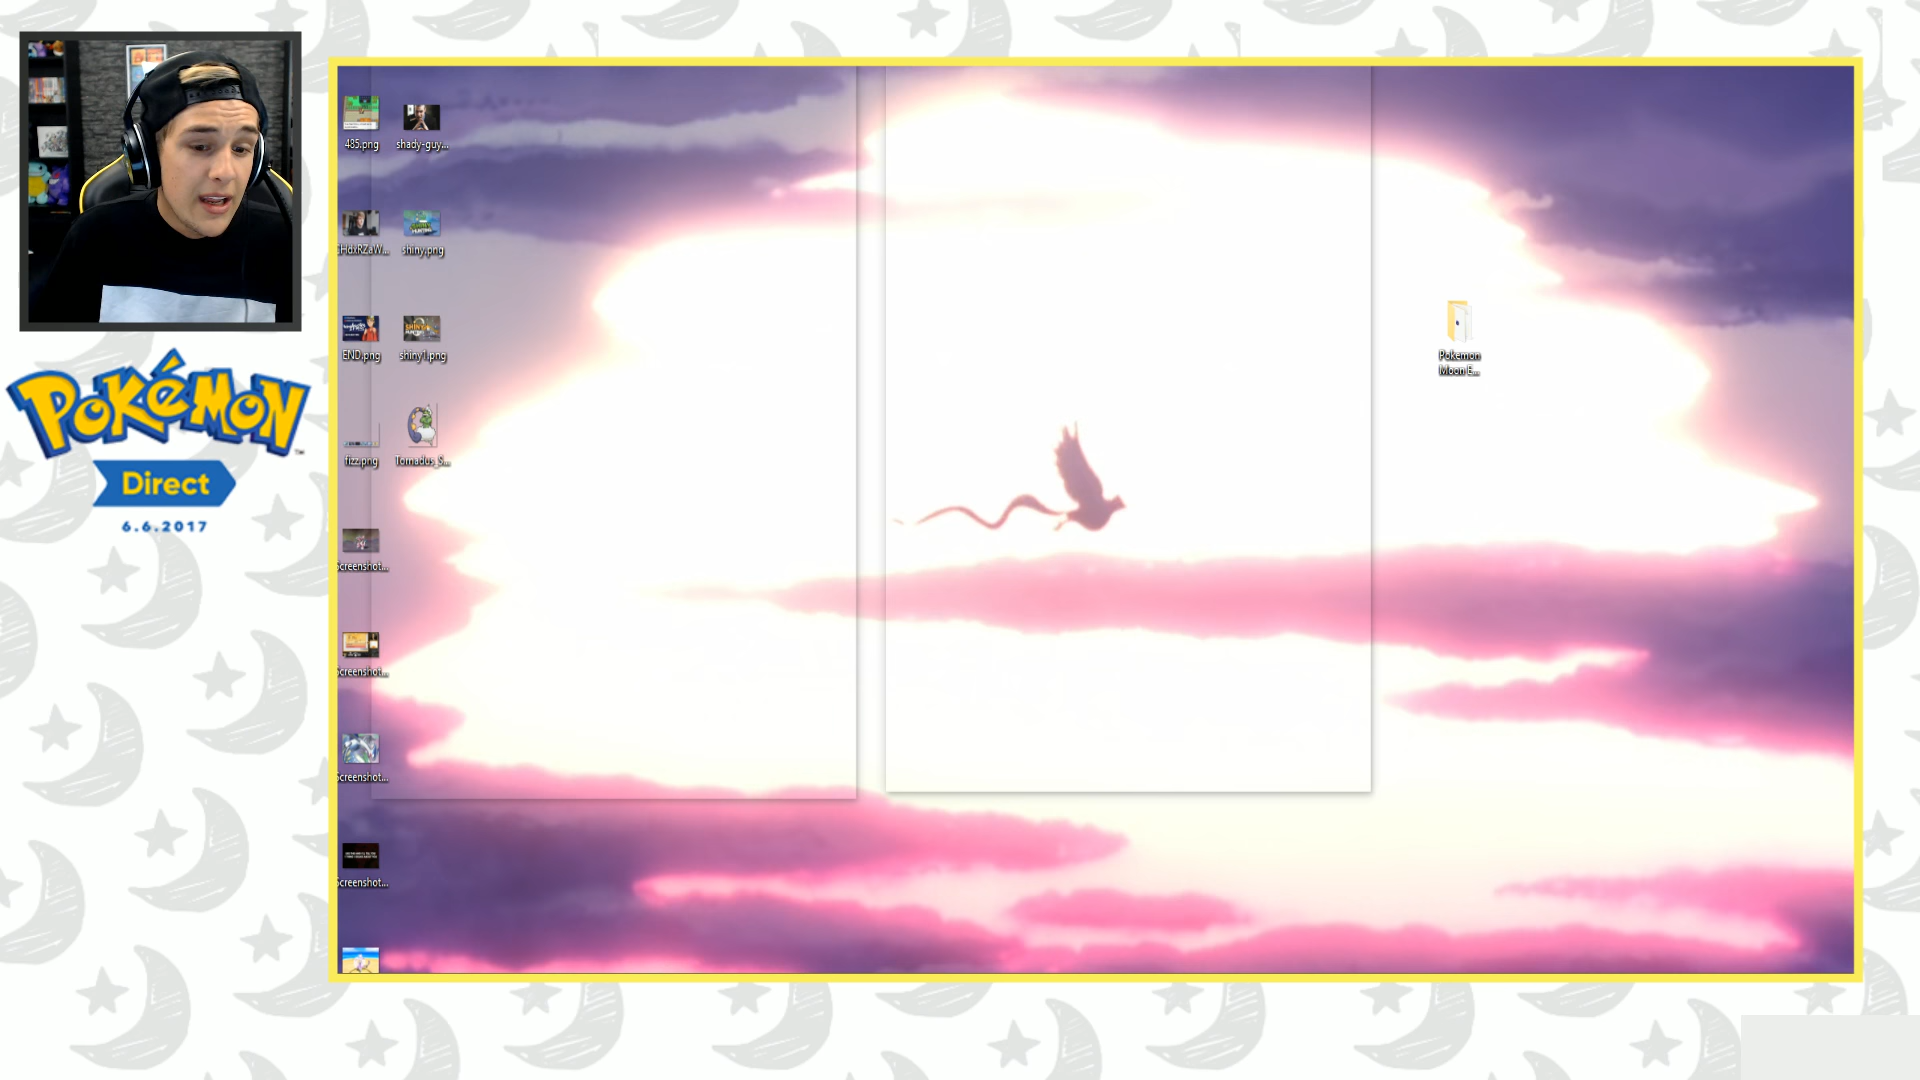 POKéMON
TM
Direct
6.6.2017
485.png
shady-guy...
shiny.png
END.png
shiny1.png
fizz.png
Tornadus_S...
Screenshot...
Screenshot...
Screenshot...
Screenshot...
Pokemon
Moon E...